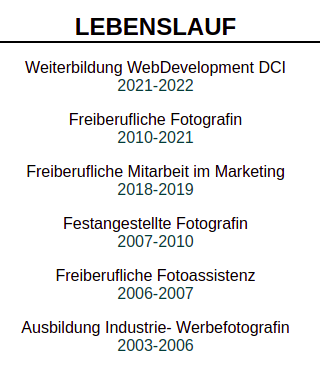 LEBENSLAUF
Weiterbildung WebDevelopment DCI
2021-2022
Freiberufliche Fotografin
2010-2021
Freiberufliche Mitarbeit im Marketing
2018-2019
Festangestellte Fotografin
2007-2010
Freiberufliche Fotoassistenz
2006-2007
Ausbildung Industrie- Werbefotografin
2003-2006